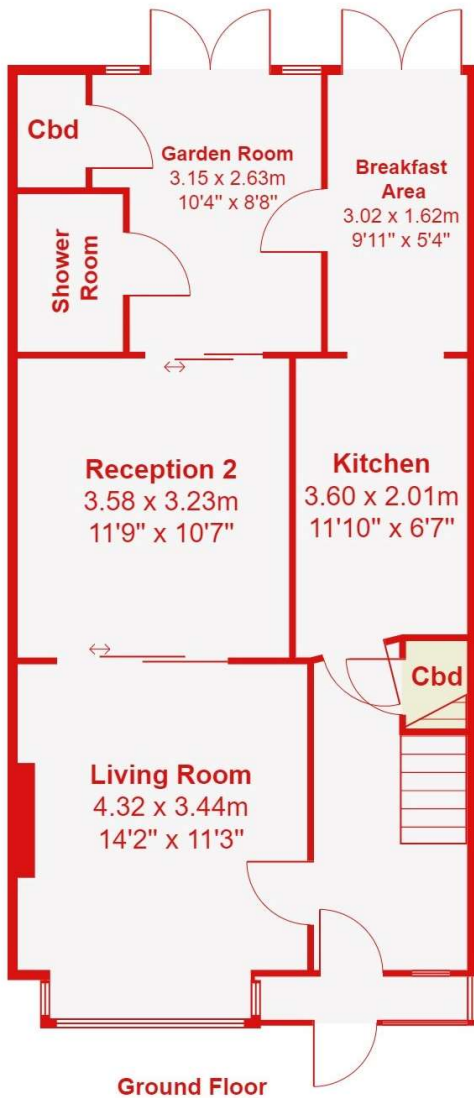 Cbd
Garden Room
3.15 x 2.63m
10'4" x 8'8"
Breakfast
Area
3.02 x 1.62m
9'11" x 5'4"
Shower
Room
Reception 2
3.58 x 3.23m
11'9" x 10'7"
Kitchen
3.60 x 2.01m
11'10" x 6'7"
Cbd
Living Room
4.32 x 3.44m
14'2" x 11'3"
Ground Floor